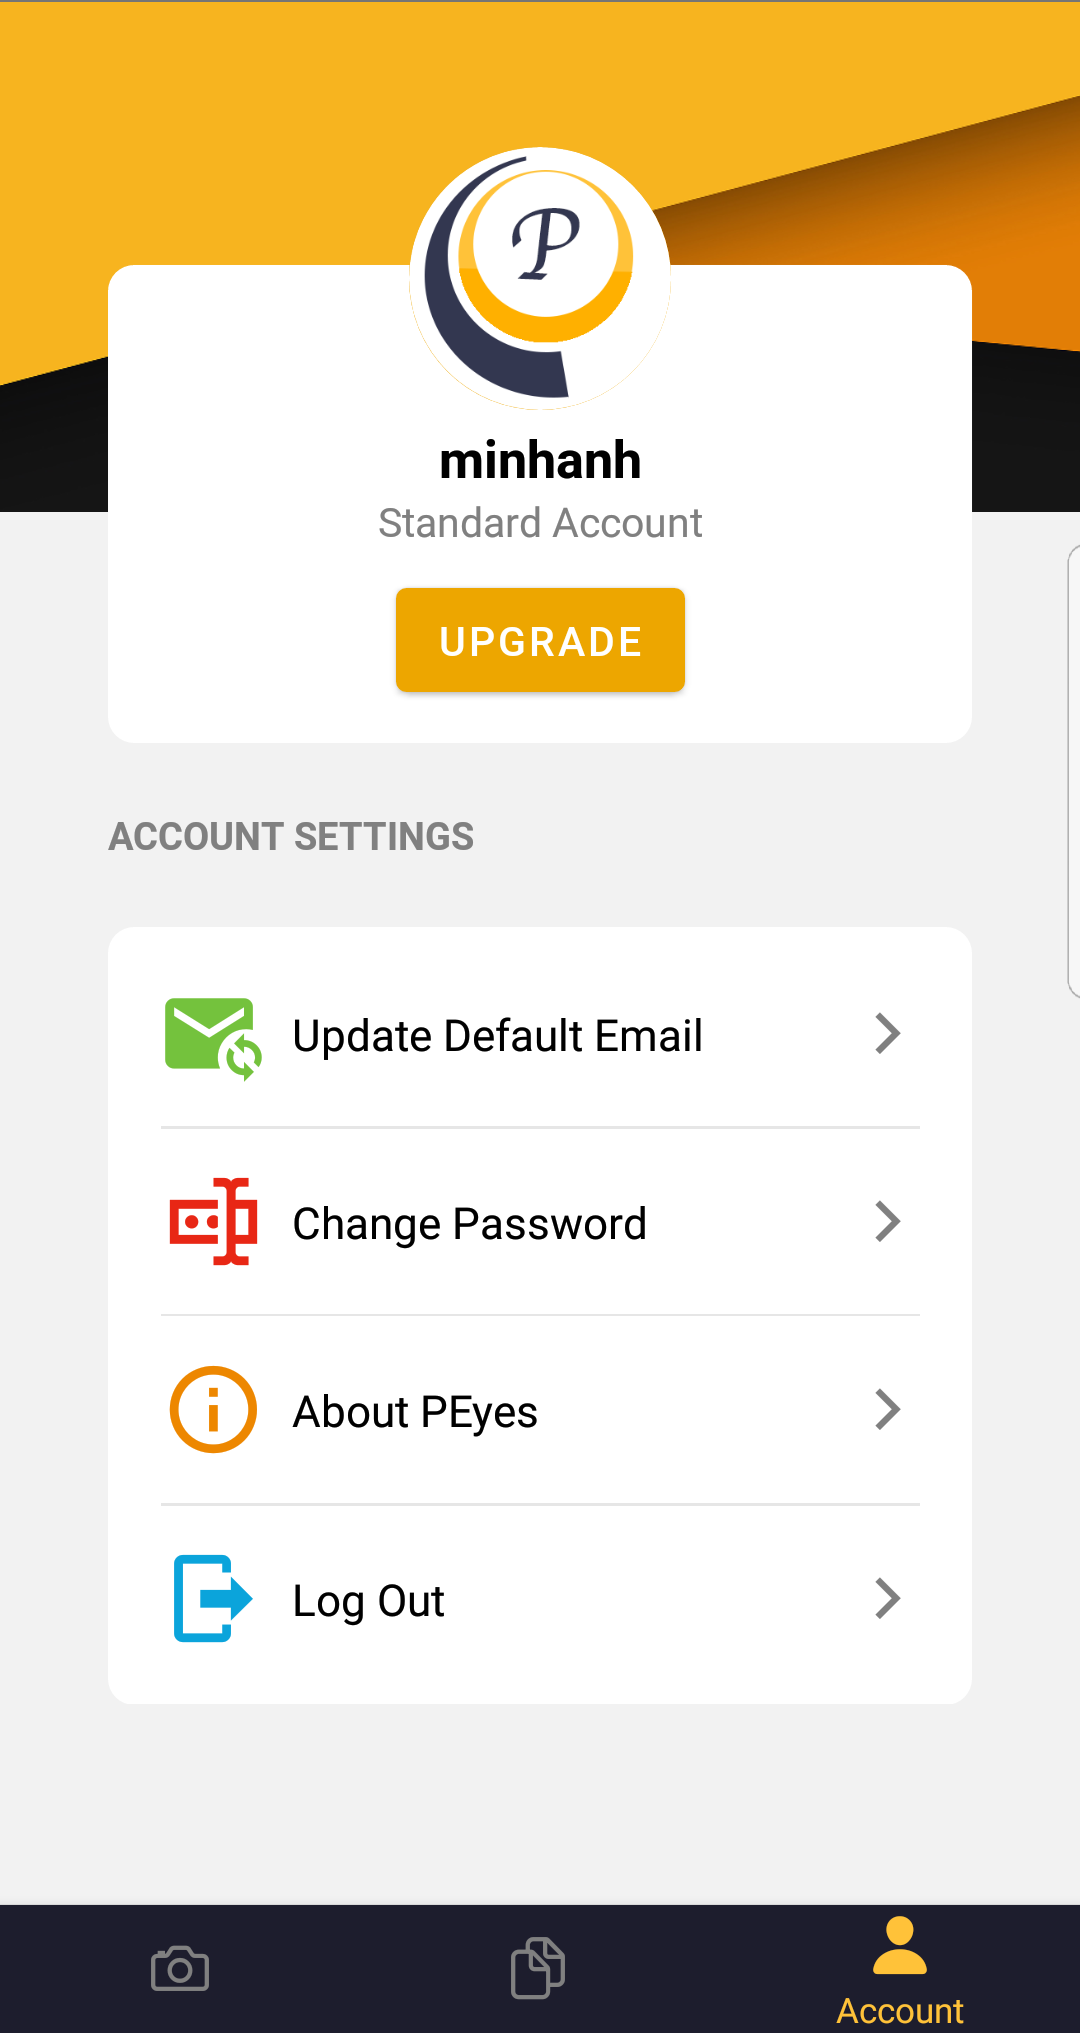 P
minhanh
Standard Account
UPGRADE
ACCOUNT SETTINGS
Update Default Email
Change Password
About PEyes
Log Out
Account